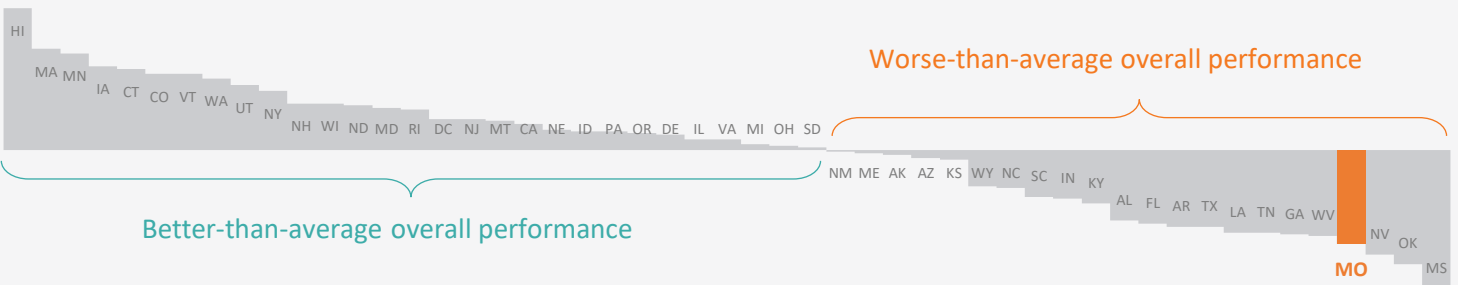 HI
MA MN IA CT CO VT WA UT NY NH WI ND MD RI DC NJ MT CA NE ID PA OR DE IL VA MI OH SD
Worse-than-average overall performance
NM ME AK AZ KS WY NC SC IN KY AL FL AR TX LA TN GA WV NV OK MS
Better-than-average overall performance
MO